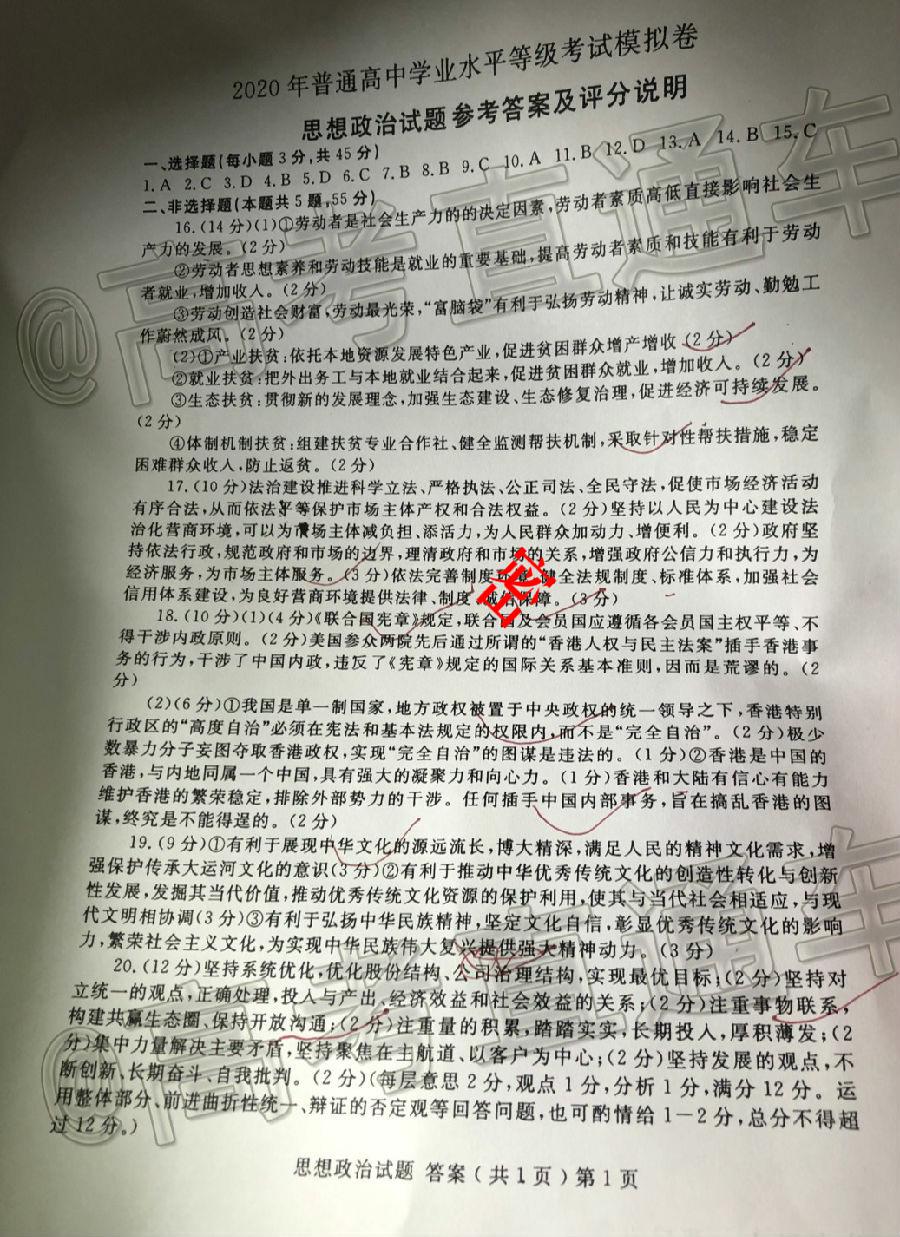 2020年普通高中学业水平等级考试模拟卷
思想政治试题参考答案及评分说明
一、选择题(每小题3分,共45分)
1.A 2.C 3.D 4.B 5.D 6.C 7.B 8.B 9.C 10.A 11.B 12.D 13.A 14.B 15.C
二、非选择题(本题共5题,55分)
16.(14分)(1)①劳动者是社会生产力的的决定因素,劳动者素质高低直接影响社会生
产力的发展。(2分)
②劳动者思想素养和劳动技能是就业的重要基础,提高劳动者素质和技能有利于劳动
者就业,增加收入。(2分)
③劳动创造社会财富,劳动最光荣,“富脑袋”有利于弘扬劳动精神,让诚实劳动、勤勉工
作蔚然成风。(2分)
(2)①产业扶贫:依托本地资源发展特色产业,促进贫困群众增产增收(2分)
②就业扶贫:把外出务工与本地就业结合起来,促进贫困群众就业,增加收入。(2分)
③生态扶贫:贯彻新的发展理念,加强生态建设、生态修复治理,促进经济可持续发展。
(2分)
④体制机制扶贫:组建扶贫专业合作社、健全监测帮扶机制,采取针对性帮扶措施,稳定
困难群众收入,防止返贫。(2分)
17.(10分)法治建设推进科学立法、严格执法、公正司法、全民守法,促使市场经济活动
有序合法,从而依法平等保护市场主体产权和合法权益。(2分)坚持以人民为中心建设法
治化营商环境,可以为市场主体减负担、添活力,为人民群众加动力、增便利。(2分)政府坚
持依法行政,规范政府和市场的边界,理清政府和市场的关系,增强政府公信力和执行力,为
经济服务,为市场主体服务。(3分)依法完善制度环境,健全法规制度、标准体系,加强社会
信用体系建设,为良好营商环境提供法律、制度、诚信保障。(3分)
18.(10分)(1)(4分)《联合国宪章》规定,联合国及会员国应遵循各会员国主权平等、不
得干涉内政原则。(2分)美国参众两院先后通过所谓的“香港人权与民主法案”插手香港事
务的行为,干涉了中国内政,违反了《宪章》规定的国际关系基本准则,因而是荒谬的。(2
分)
(2)(6分)①我国是单一制国家,地方政权被置于中央政权的统一领导之下,香港特别
行政区的“高度自治”必须在宪法和基本法规定的权限内,而不是“完全自治”。(2分)极少
数暴力分子妄图夺取香港政权,实现“完全自治”的图谋是违法的。(1分)②香港是中国的
香港,与内地同属一个中国,具有强大的凝聚力和向心力。(1分)香港和大陆有信心有能力
维护香港的繁荣稳定,排除外部势力的干涉。任何插手中国内部事务,旨在搞乱香港的图
谋,终究是不能得逞的。(2分)
19.(9分)①有利于展现中华文化的源远流长,博大精深,满足人民的精神文化需求,增
强保护传承大运河文化的意识(3分)②有利于推动中华优秀传统文化的创造性转化与创新
性发展,发掘其当代价值,推动优秀传统文化资源的保护利用,使其与当代社会相适应,与现
代文明相协调(3分)③有利于弘扬中华民族精神,坚定文化自信,彰显优秀传统文化的影响
力,繁荣社会主义文化,为实现中华民族伟大复兴提供强大精神动力。(3分)
20.(12分)坚持系统优化,优化股份结构、公司治理结构,实现最优目标;(2分)坚持对
立统一的观点,正确处理,投入与产出、经济效益和社会效益的关系;(2分)注重事物联系,
构建共赢生态圈、保持开放沟通;(2分)注重量的积累,踏踏实实,长期投入,厚积薄发;(2
分)集中力量解决主要矛盾,坚持聚焦在主航道、以客户为中心;(2分)坚持发展的观点,不
断创新、长期奋斗、自我批判。(2分)(每层意思2分,观点1分,分析1分,满分12分。运
用整体部分、前进曲折性统一、辩证的否定观等回答问题,也可酌情给1-2分,总分不得超
过12分。)
思想政治试题 答案(共1页)第1页
@高考直通车
@高考直通车
密